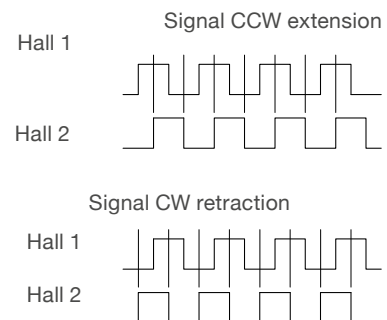 Signal CCW extension
Hall 1
Hall 2
Signal CW retraction
Hall 1
Hall 2